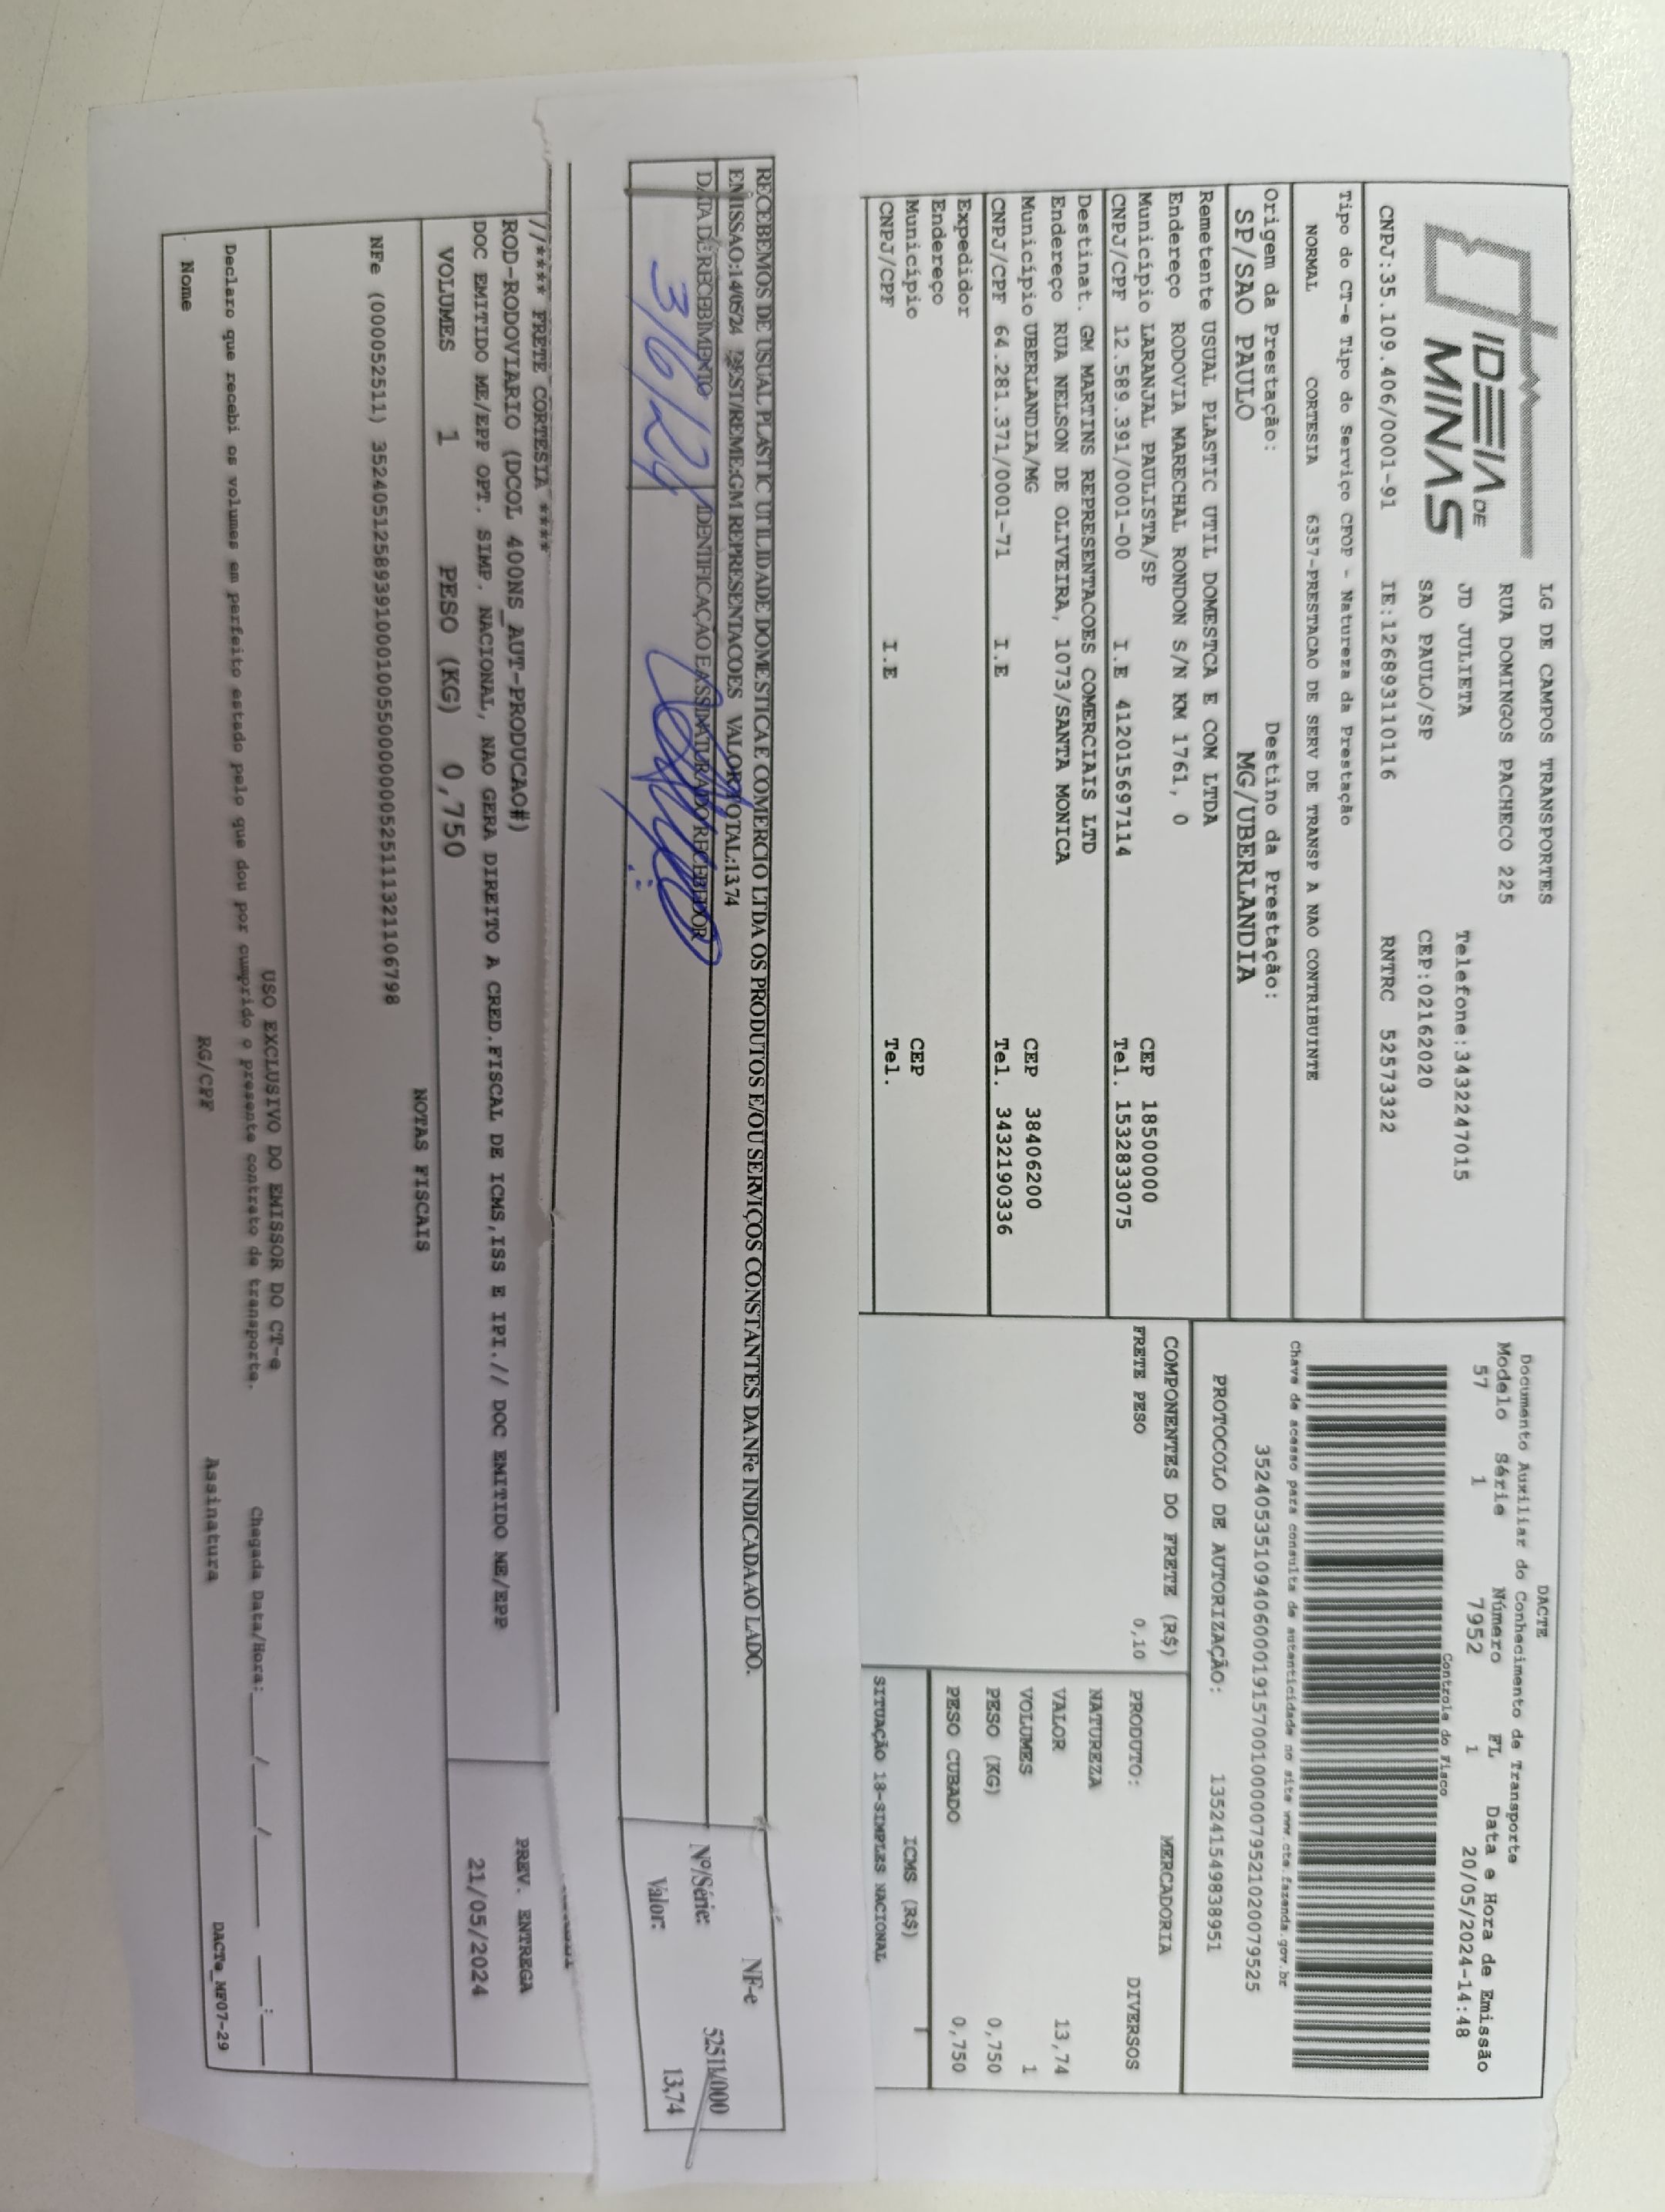 IDEIA DE
MINAS
LG DE CAMPOS TRANSPORTES
RUA DOMINGOS PACHECO 225
JD JULIETA Telefone:3432247015
SAO PAULO/SP CEP:02162020
CNPJ:35.109.406/0001-91 IE:126893110116 RNTRC 52573322
Tipo do CT-e Tipo do Serviço CFOP - Natureza da Prestação
NORMAL CORTESIA 6357-PRESTACAO DE SERV DE TRANSP A NAO CONTRIBUINTE
Origem da Prestação: Destino da Prestação:
SP/SAO PAULO MG/UBERLANDIA
Remetente USUAL PLASTIC UTIL DOMESTCA E COM LTDA
Endereço RODOVIA MARECHAL RONDON S/N KM 1761, 0
Município LARANJAL PAULISTA/SP CEP 18500000
CNPJ/CPF 12.589.391/0001-00 I.E 412015697114 Tel. 1532833075
Destinat. GM MARTINS REPRESENTACOES COMERCIAIS LTD
Endereço RUA NELSON DE OLIVEIRA, 1073/SANTA MONICA
Município UBERLANDIA/MG CEP 38406200
CNPJ/CPF 64.281.371/0001-71 I.E Tel. 3432190336
Expedidor
Endereço
Município CEP
CNPJ/CPF I.E Tel.
DACTE
Documento Auxiliar do Conhecimento de Transporte
Modelo Série Número FL Data e Hora de Emissão
57 1 7952 1 20/05/2024-14:48
Controle do Fisco
Chave de acesso para consulta de autenticidade no site www.cte.fazenda.gov.br
35240535109406000191570010000079521020079525
PROTOCOLO DE AUTORIZAÇÃO: 135241549838951
COMPONENTES DO FRETE (R$)
FRETE PESO 0,10
MERCADORIA
PRODUTO: DIVERSOS
NATUREZA
VALOR 13,74
VOLUMES 1
PESO (KG) 0,750
PESO CUBADO 0,750
ICMS (R$)
SITUAÇÃO 18-SIMPLES NACIONAL
RECEBEMOS DE USUAL PLASTIC UTILIDADE DOMESTICA E COMERCIO LTDA OS PRODUTOS E/OU SERVIÇOS CONSTANTES DA NFe INDICADA AO LADO.
EMISSAO:14/05/24 DEST/REME:GM REPRESENTACOES VALOR TOTAL:13.74
DATA DE RECEBIMENTO IDENTIFICAÇÃO E ASSINATURA DO RECEBEDOR
3/6/24
NF-e
Nº/Série: 52511/000
Valor: 13,74
//**** FRETE CORTESIA ****
ROD-RODOVIARIO (DCOL 400NS_AUT-PRODUCAO#)
DOC EMITIDO ME/EPP OPT. SIMP. NACIONAL, NAO GERA DIREITO A CRED.FISCAL DE ICMS,ISS E IPI.// DOC EMITIDO ME/EPP
VOLUMES 1 PESO (KG) 0,750
PREV. ENTREGA
21/05/2024
NOTAS FISCAIS
NFe (000052511) 35240512589391000100550000000525111321106798
USO EXCLUSIVO DO EMISSOR DO CT-e
Declaro que recebi os volumes em perfeito estado pelo que dou por cumprido o presente contrato de transporte.
Chegada Data/Hora:___/___/_____ ___:___
Nome RG/CPF Assinatura
DACTe_MF07-29